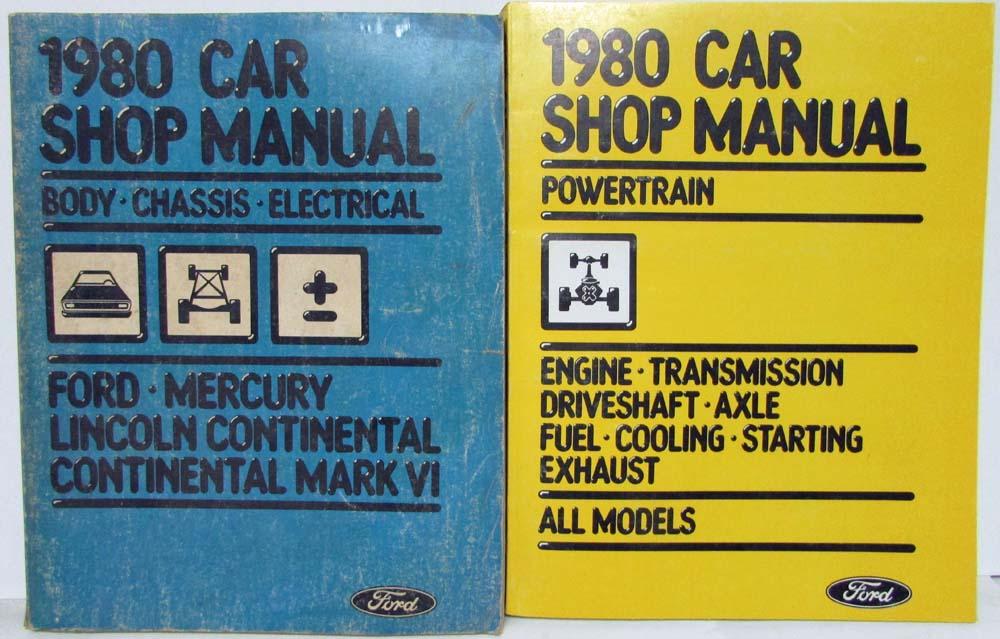 1980 CAR
SHOP MANUAL
BODY · CHASSIS · ELECTRICAL
FORD · MERCURY
LINCOLN CONTINENTAL
CONTINENTAL MARK VI
Ford
1980 CAR
SHOP MANUAL
POWERTRAIN
ENGINE · TRANSMISSION
DRIVESHAFT · AXLE
FUEL · COOLING · STARTING
EXHAUST
ALL MODELS
Ford